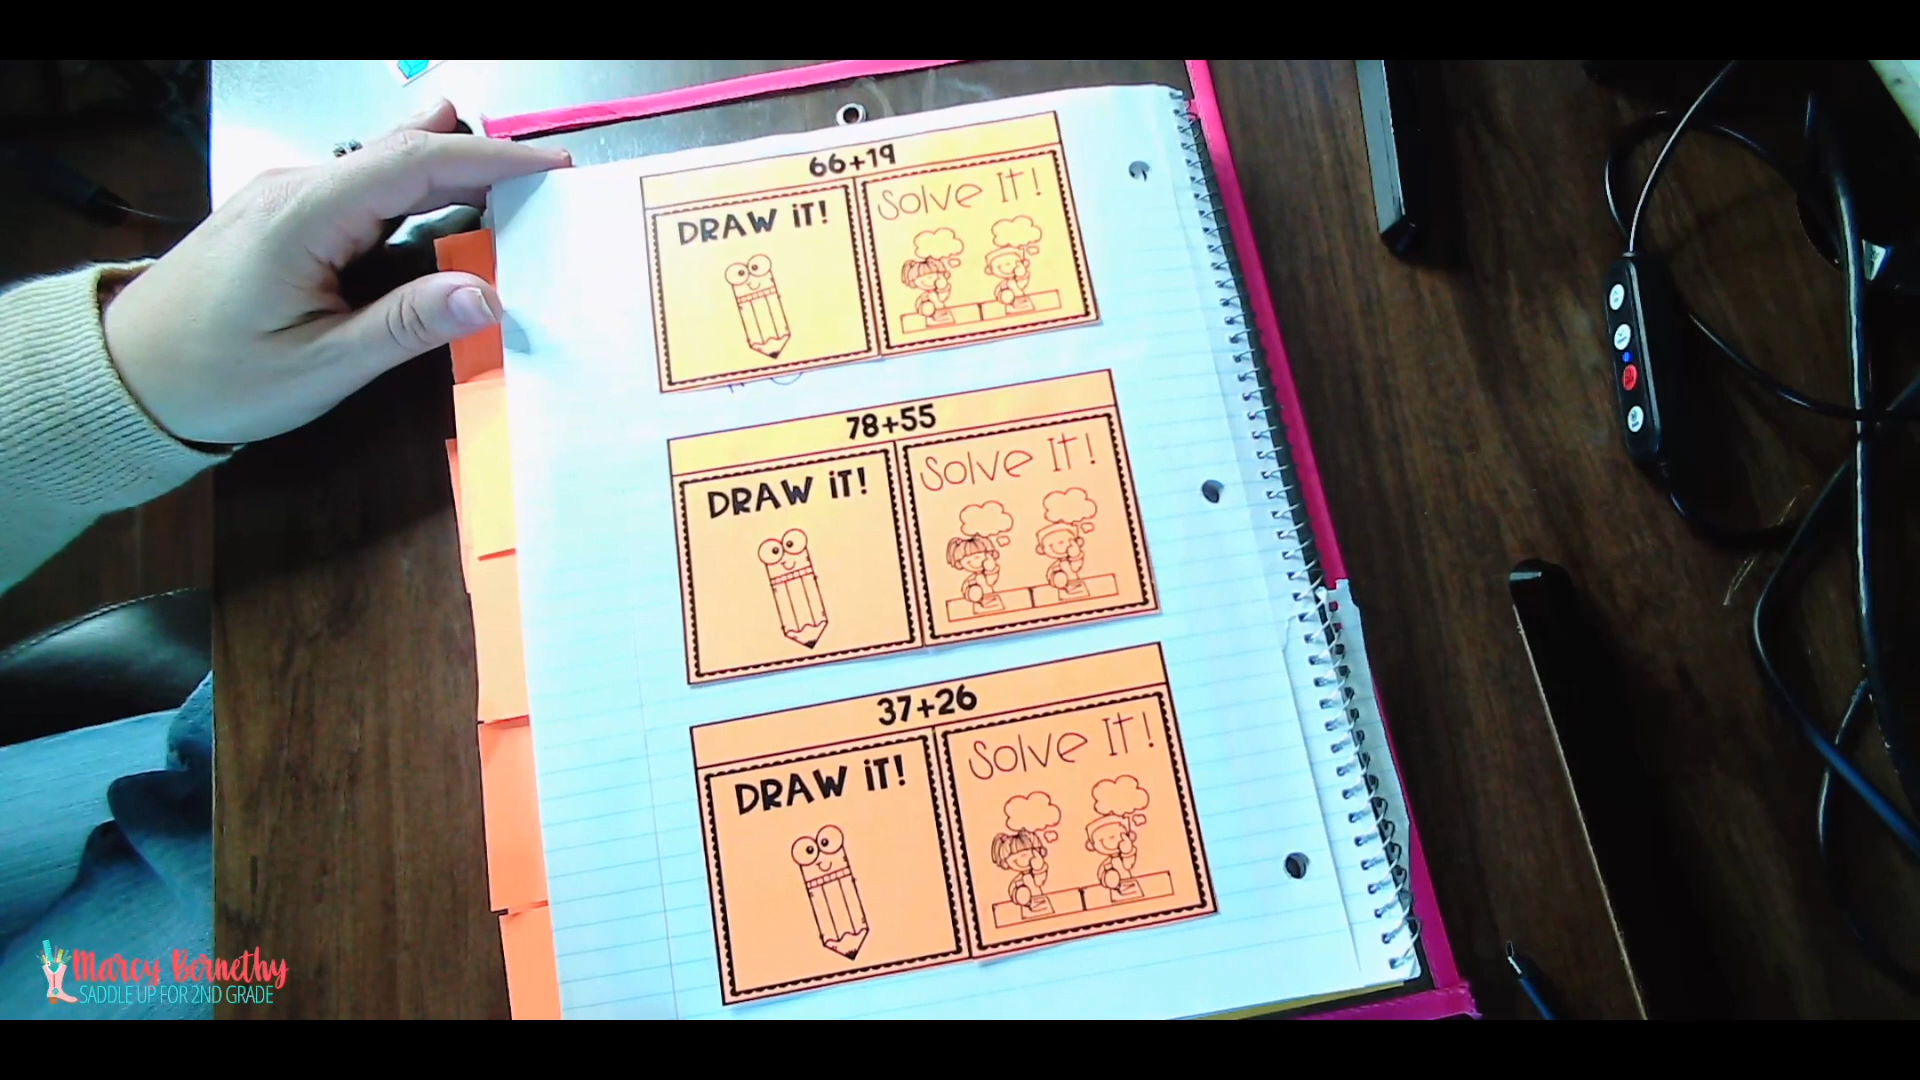 66+19
DRAW iT!
Solve It!
78+55
DRAW iT!
Solve It!
37+26
DRAW iT!
Solve It!
Marcy Bernethy
SADDLE UP FOR 2ND GRADE